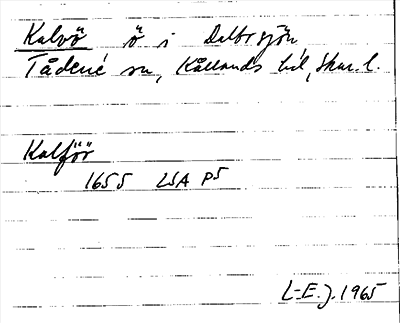 Kalvö ö i Dalbosjön
Tådene sn, Kållands hd, Skar. l.
Kalföö
1655 LSA P5
L-E. J. 1965